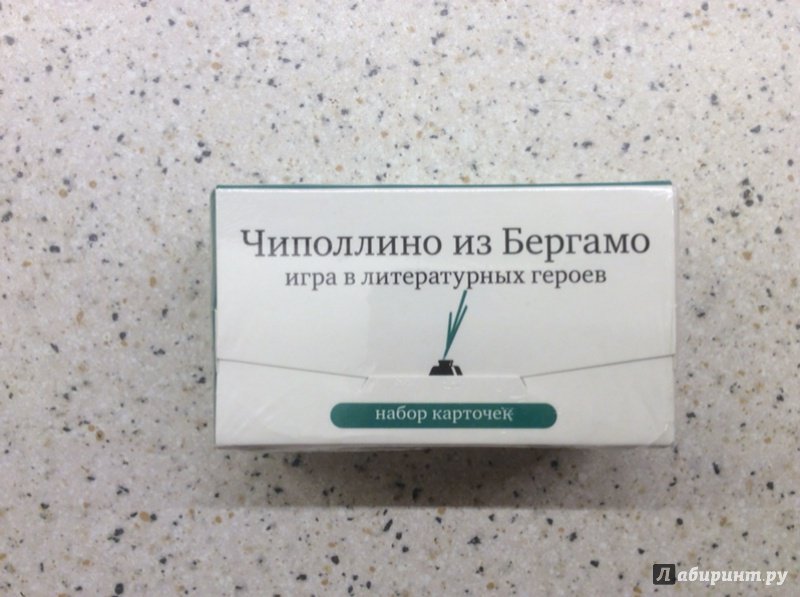 Чиполлино из Бергамо
игра в литературных героев
набор карточек
Лабиринт.ру